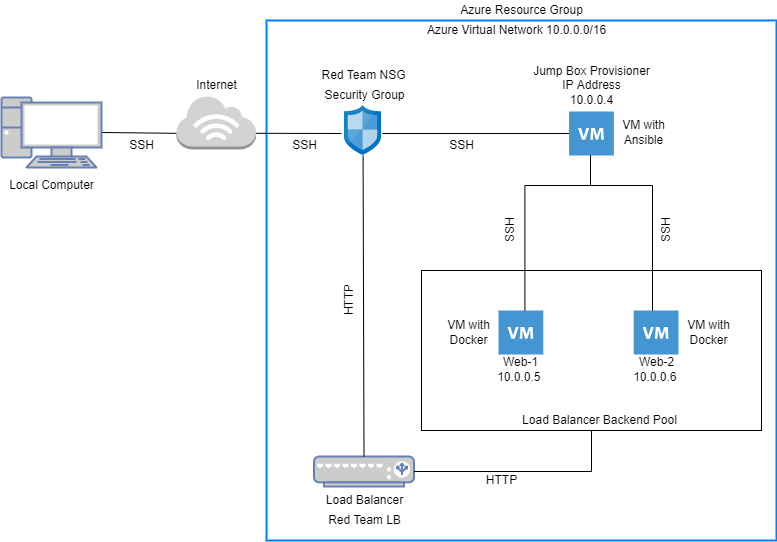 Azure Resource Group
Azure Virtual Network 10.0.0.0/16
Red Team NSG
Security Group
Jump Box Provisioner
IP Address
10.0.0.4
Internet
VM
VM with
Ansible
SSH
SSH
SSH
Local Computer
SSH
SSH
HTTP
VM with
Docker
VM
VM
VM with
Docker
Web-1
10.0.0.5
Web-2
10.0.0.6
Load Balancer Backend Pool
HTTP
Load Balancer
Red Team LB